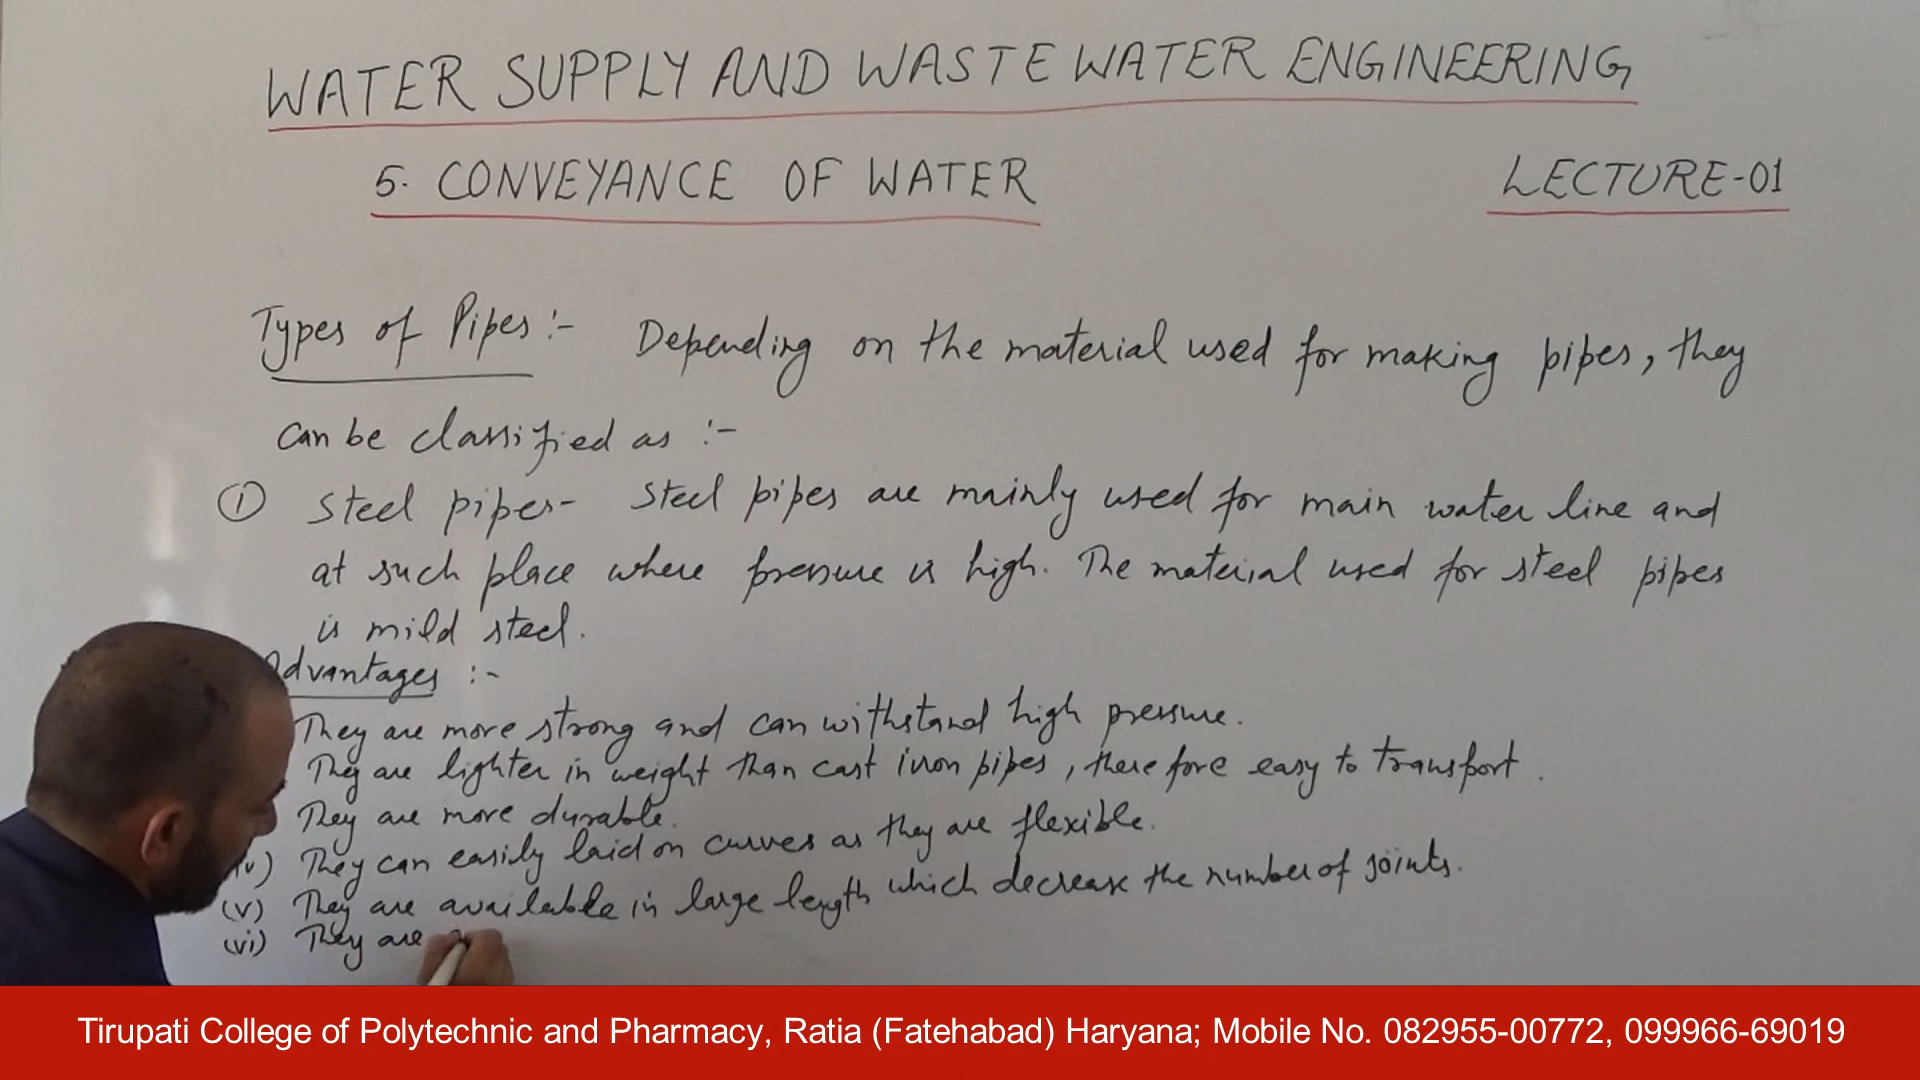 WATER SUPPLY AND WASTE WATER ENGINEERING
5. CONVEYANCE OF WATER
LECTURE-01
Types of Pipes :- Depending on the material used for making pipes, they
can be classified as :-
① Steel pipes- Steel pipes are mainly used for main water line and
at such place where pressure is high. The material used for steel pipes
is mild steel.
Advantages :-
They are more strong and can withstand high pressure.
They are lighter in weight than cast iron pipes, therefore easy to transport.
They are more durable.
iv) They can easily laid on curves as they are flexible.
(v) They are available in large length which decrease the number of joints.
(vi) They are
Tirupati College of Polytechnic and Pharmacy, Ratia (Fatehabad) Haryana; Mobile No. 082955-00772, 099966-69019